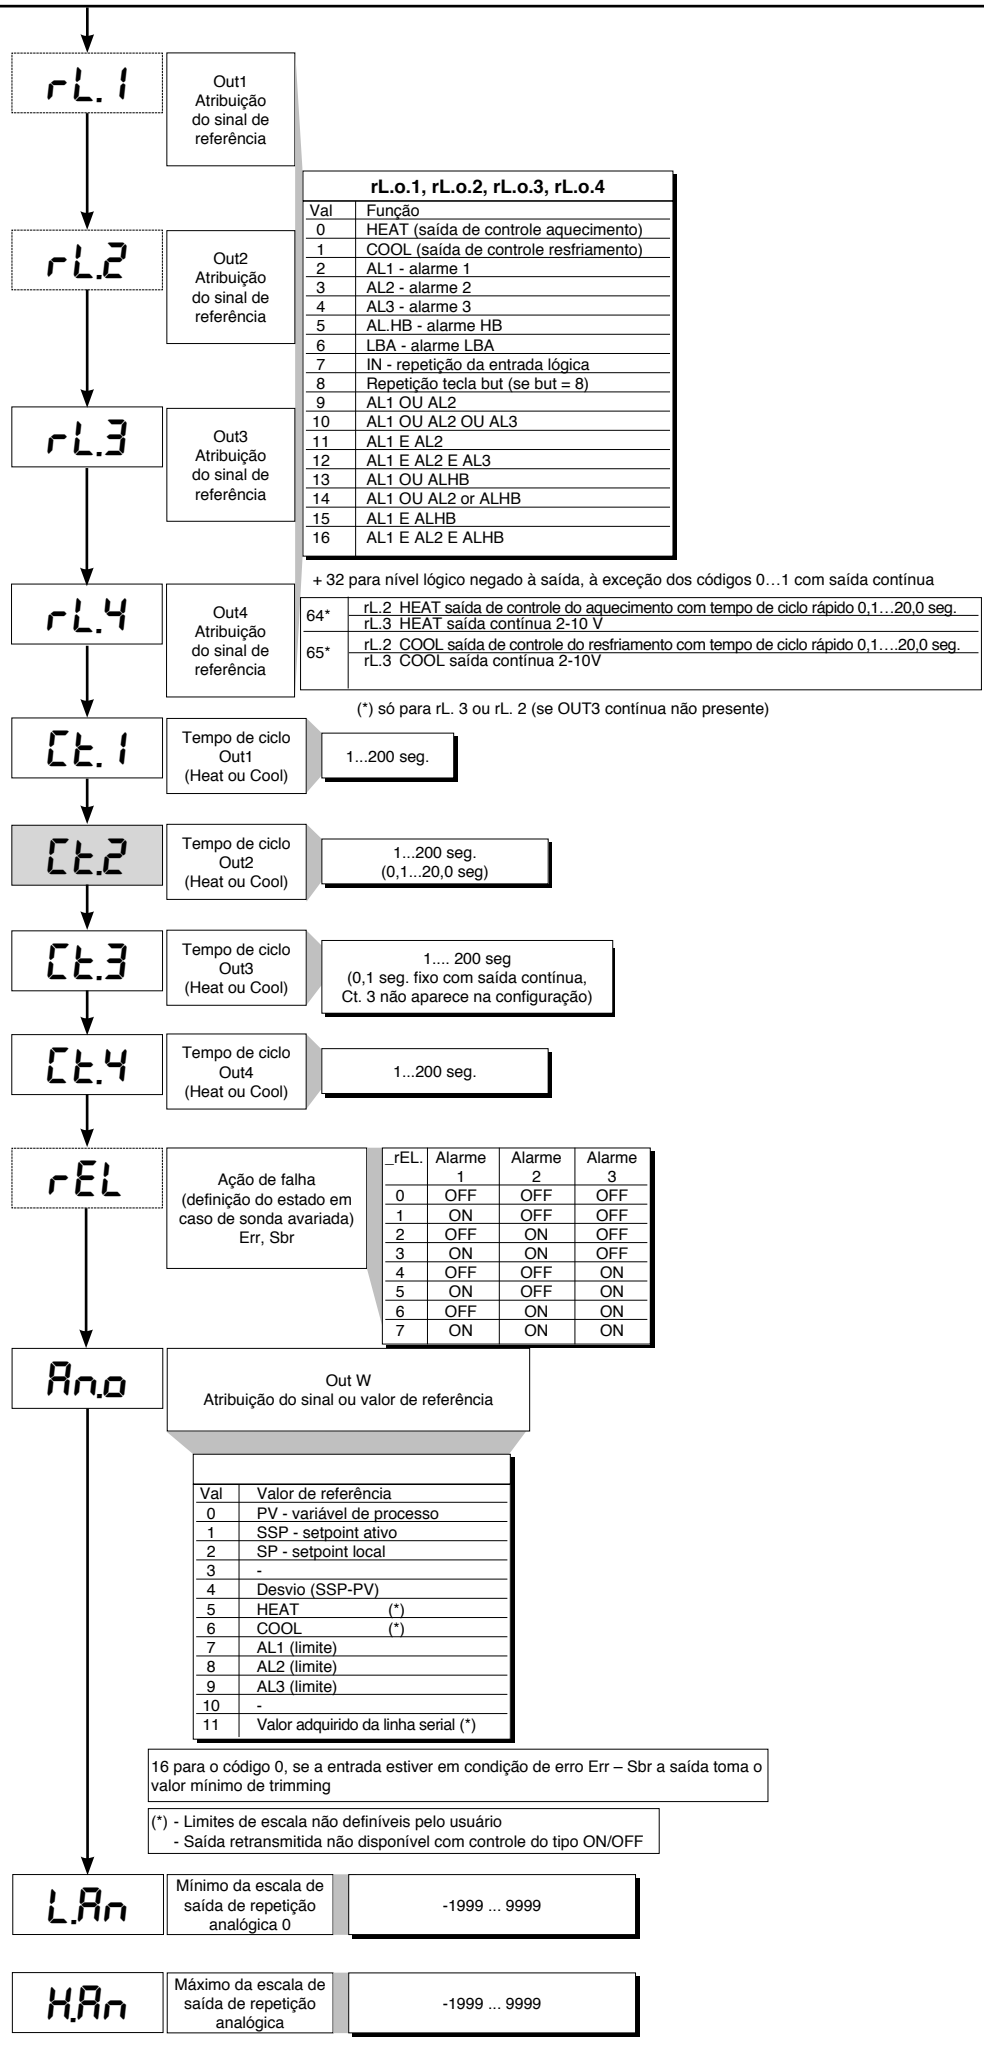 rL.1
Out1
Atribuição
do sinal de
referência
rL.o.1, rL.o.2, rL.o.3, rL.o.4
Val Função
0 HEAT (saída de controle aquecimento)
1 COOL (saída de controle resfriamento)
2 AL1 - alarme 1
3 AL2 - alarme 2
4 AL3 - alarme 3
5 AL.HB - alarme HB
6 LBA - alarme LBA
7 IN - repetição da entrada lógica
8 Repetição tecla but (se but = 8)
9 AL1 OU AL2
10 AL1 OU AL2 OU AL3
11 AL1 E AL2
12 AL1 E AL2 E AL3
13 AL1 OU ALHB
14 AL1 OU AL2 or ALHB
15 AL1 E ALHB
16 AL1 E AL2 E ALHB
rL.2
Out2
Atribuição
do sinal de
referência
rL.3
Out3
Atribuição
do sinal de
referência
+ 32 para nível lógico negado à saída, à exceção dos códigos 0…1 com saída contínua
rL.4
Out4
Atribuição
do sinal de
referência
64* rL.2 HEAT saída de controle do aquecimento com tempo de ciclo rápido 0,1…20,0 seg.
rL.3 HEAT saída contínua 2-10 V
65* rL.2 COOL saída de controle do resfriamento com tempo de ciclo rápido 0,1….20,0 seg.
rL.3 COOL saída contínua 2-10V
(*) só para rL. 3 ou rL. 2 (se OUT3 contínua não presente)
Ct.1
Tempo de ciclo
Out1
(Heat ou Cool)
1...200 seg.
Ct.2
Tempo de ciclo
Out2
(Heat ou Cool)
1...200 seg.
(0,1...20,0 seg)
Ct.3
Tempo de ciclo
Out3
(Heat ou Cool)
1.... 200 seg
(0,1 seg. fixo com saída contínua,
Ct. 3 não aparece na configuração)
Ct.4
Tempo de ciclo
Out4
(Heat ou Cool)
1...200 seg.
rEL
Ação de falha
(definição do estado em
caso de sonda avariada)
Err, Sbr
_rEL. Alarme Alarme Alarme
1 2 3
0 OFF OFF OFF
1 ON OFF OFF
2 OFF ON OFF
3 ON ON OFF
4 OFF OFF ON
5 ON OFF ON
6 OFF ON ON
7 ON ON ON
An.o
Out W
Atribuição do sinal ou valor de referência
Val Valor de referência
0 PV - variável de processo
1 SSP - setpoint ativo
2 SP - setpoint local
3 -
4 Desvio (SSP-PV)
5 HEAT (*)
6 COOL (*)
7 AL1 (limite)
8 AL2 (limite)
9 AL3 (limite)
10 -
11 Valor adquirido da linha serial (*)
16 para o código 0, se a entrada estiver em condição de erro Err – Sbr a saída toma o
valor mínimo de trimming
(*) - Limites de escala não definíveis pelo usuário
- Saída retransmitida não disponível com controle do tipo ON/OFF
L.An
Mínimo da escala de
saída de repetição
analógica 0
-1999 ... 9999
H.An
Máximo da escala de
saída de repetição
analógica
-1999 ... 9999